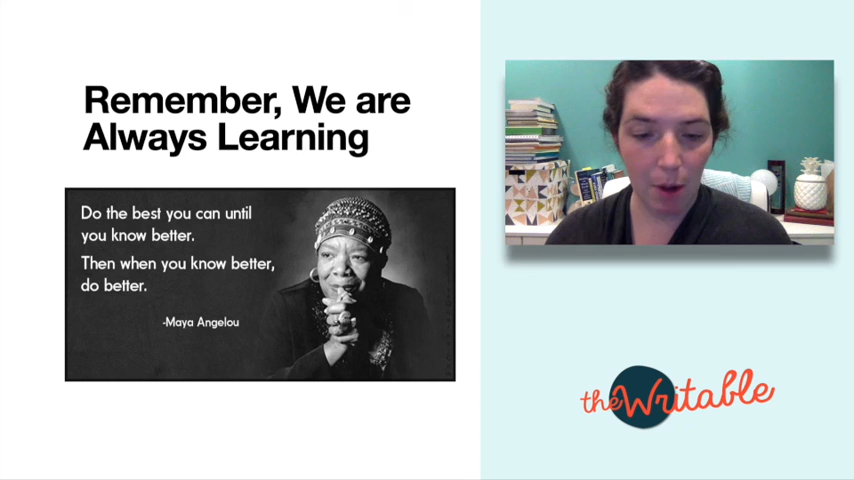 Remember, We are
Always Learning
Do the best you can until
you know better.
Then when you know better,
do better.
-Maya Angelou
theWritable